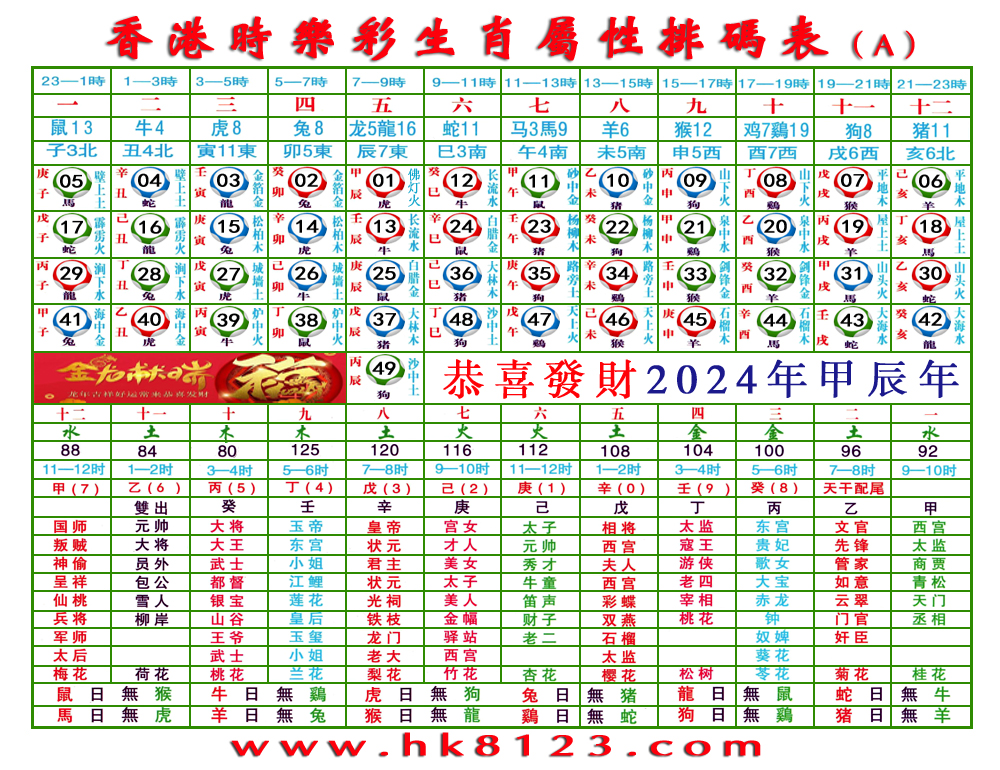 香港時樂彩生肖屬性排碼表（A）
23—1時 1—3時 3—5時 5—7時 7—9時 9—11時 11—13時 13—15時 15—17時 17—19時 19—21時 21—23時
一 二 三 四 五 六 七 八 九 十 十一 十二
鼠13 牛4 虎8 兔8 龙5龍16 蛇11 马3馬9 羊6 猴12 鸡7鷄19 狗8 猪11
子3北 丑4北 寅11東 卯5東 辰7東 巳3南 午4南 未5南 申5西 酉7西 戌6西 亥6北
庚子 05 馬 壁上土 辛丑 04 蛇 壁上土 壬寅 03 龍 金箔金 癸卯 02 兔 金箔金 甲辰 01 虎 佛灯火 癸巳 12 牛 长流水 甲午 11 鼠 砂中金 乙未 10 猪 砂中金 丙申 09 狗 山下火 丁酉 08 鷄 山下火 戊戌 07 猴 平地木 己亥 06 羊 平地木
戊子 17 蛇 霹雳火 己丑 16 龍 霹雳火 庚寅 15 兔 松柏木 辛卯 14 虎 松柏木 壬辰 13 牛 长流水 辛巳 24 鼠 白腊金 壬午 23 猪 杨柳木 癸未 22 狗 杨柳木 甲申 21 鷄 泉中水 乙酉 20 猴 泉中水 丙戌 19 羊 屋上土 丁亥 18 馬 屋上土
丙子 29 龍 涧下水 丁丑 28 兔 涧下水 戊寅 27 虎 城墙土 己卯 26 牛 城墙土 庚辰 25 鼠 白腊金 己巳 36 猪 大林木 庚午 35 狗 路旁土 辛未 34 鷄 路旁土 壬申 33 猴 剑锋金 癸酉 32 羊 剑锋金 甲戌 31 馬 山头火 乙亥 30 蛇 山头火
甲子 41 兔 海中金 乙丑 40 虎 海中金 丙寅 39 牛 炉中火 丁卯 38 鼠 炉中火 戊辰 37 猪 大林木 丁巳 48 狗 沙中土 戊午 47 鷄 天上火 己未 46 猴 天上火 庚申 45 羊 石榴木 辛酉 44 馬 石榴木 壬戌 43 蛇 大海水 癸亥 42 龍 大海水
龙年吉祥好运常来恭喜发财 丙辰 49 狗 沙中土 恭喜發財2024年甲辰年
十二 十一 十 九 八 七 六 五 四 三 二 一
水 土 木 木 土 火 火 土 金 金 土 水
88 84 80 125 120 116 112 108 104 100 96 92
11—12时 1—2时 3—4时 5—6时 7—8时 9—10时 11—12时 1—2时 3—4时 5—6时 7—8时 9—10时
甲(7) 乙(6) 丙(5) 丁(4) 戊(3) 己(2) 庚(1) 辛(0) 壬(9) 癸(8) 天干配尾
雙出 癸 壬 辛 庚 己 戊 丁 丙 乙 甲
国师 元帅 大将 玉帝 皇帝 宫女 太子 相将 太监 东宫 文官 西宫
叛贼 大将 大王 东宫 状元 才人 元帅 西宫 寇王 贵妃 先锋 太监
神偷 员外 武士 小姐 君主 美女 秀才 夫人 游侠 歌女 管家 商贾
呈祥 包公 都督 江鲤 状元 太子 牛童 西宫 老四 大宝 如意 青松
仙桃 雪人 银宝 莲花 光祠 美人 笛声 彩蝶 宰相 赤龙 云翠 天门
兵将 柳岸 山谷 皇后 铁枝 金幅 财子 双燕 桃花 钟 门官 丞相
军师 王爷 玉玺 龙门 驿站 老二 石榴 奴婢 奸臣
太后 武士 小姐 老大 西宫 太监 葵花
梅花 荷花 桃花 兰花 梨花 竹花 杏花 樱花 松树 苓花 菊花 桂花
鼠日無猴 牛日無鷄 虎日無狗 兔日無猪 龍日無鼠 蛇日無牛
馬日無虎 羊日無兔 猴日無龍 鷄日無蛇 狗日無鷄 猪日無羊
www.hk8123.com